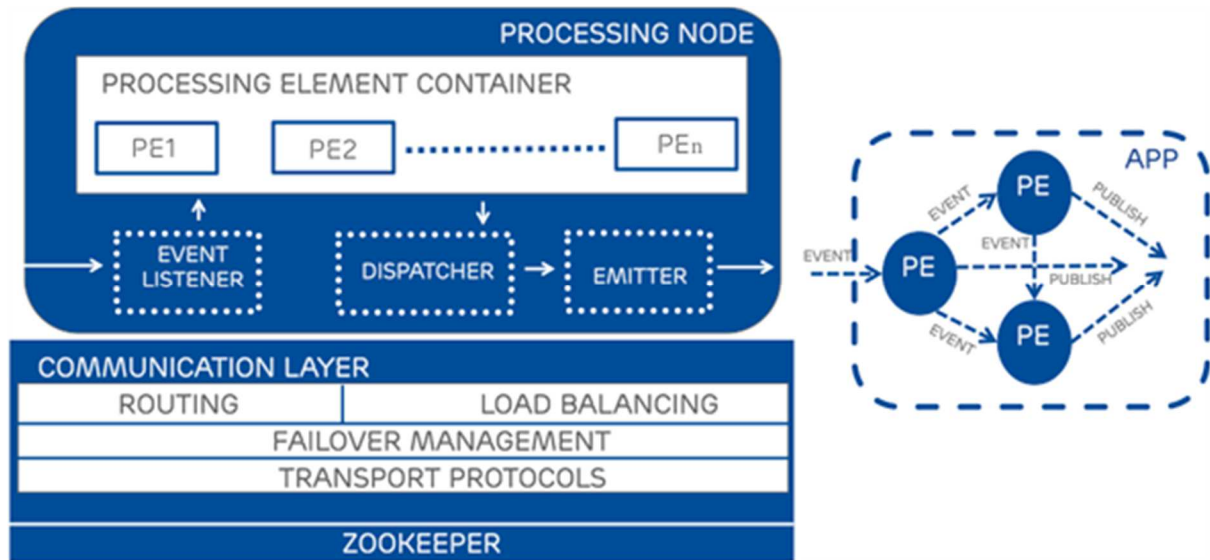 PROCESSING NODE
PROCESSING ELEMENT CONTAINER
PE1
PE2
PEn
EVENT
LISTENER
DISPATCHER
EMITTER
COMMUNICATION LAYER
ROUTING
LOAD BALANCING
FAILOVER MANAGEMENT
TRANSPORT PROTOCOLS
ZOOKEEPER
APP
PE
EVENT
PUBLISH
EVENT
EVENT
PE
PUBLISH
EVENT
PE
PUBLISH